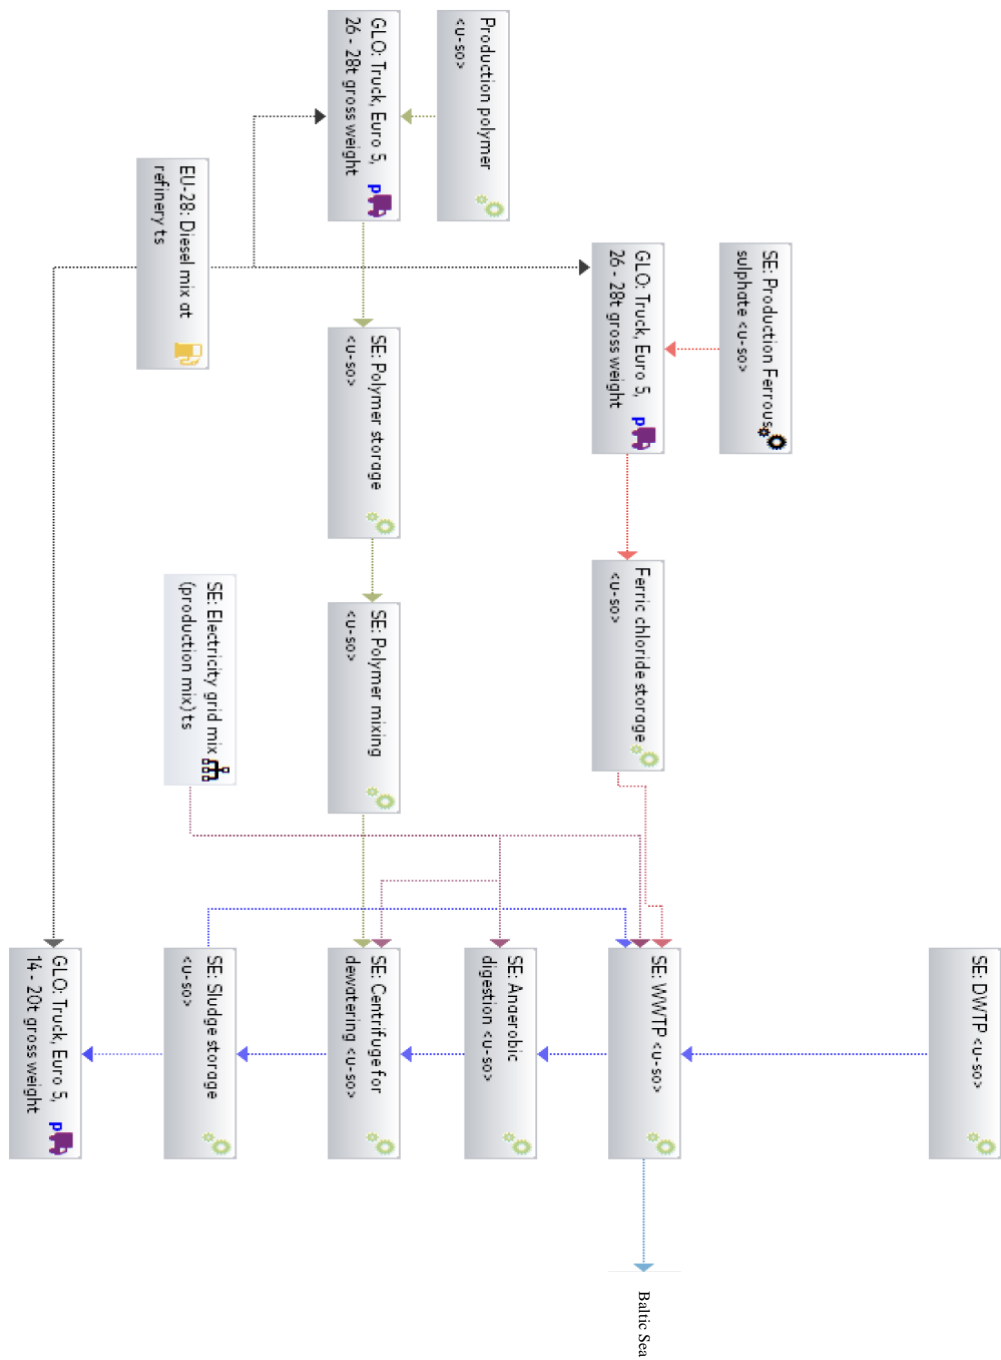 SE: DWTP <u-so>
SE: Production Ferrous
sulphate <u-so>
GLO: Truck, Euro 5,
26 - 28t gross weight
p
Ferric chloride storage
<u-so>
SE: WWTP <u-so>
Baltic Sea
Production polymer
<u-so>
SE: Anaerobic
digestion <u-so>
GLO: Truck, Euro 5,
26 - 28t gross weight
p
SE: Polymer storage
<u-so>
SE: Polymer mixing
<u-so>
SE: Centrifuge for
dewatering <u-so>
EU-28: Diesel mix at
refinery ts
SE: Electricity grid mix
(production mix) ts
SE: Sludge storage
<u-so>
GLO: Truck, Euro 5,
14 - 20t gross weight
p